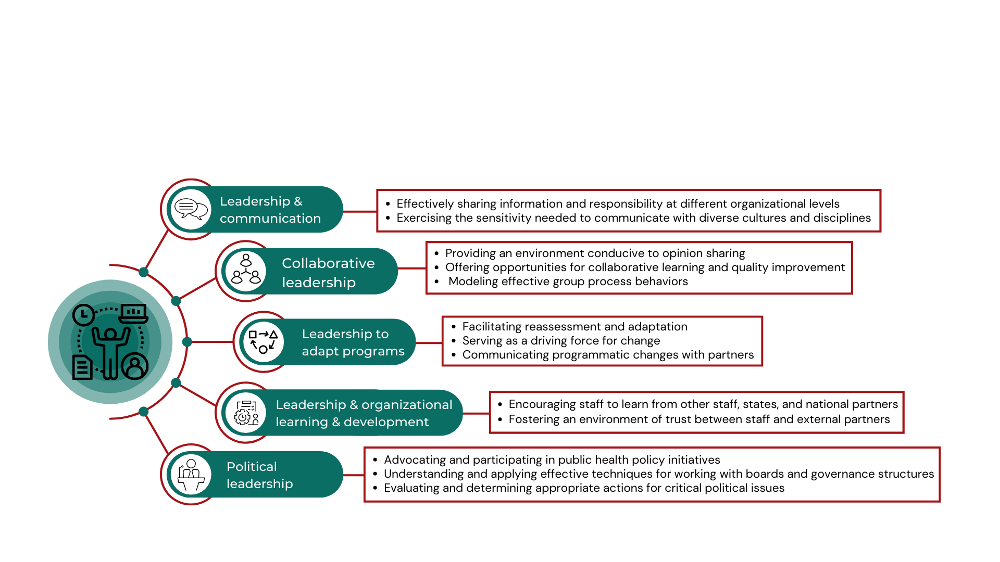 Leadership &
communication
• Effectively sharing information and responsibility at different organizational levels
• Exercising the sensitivity needed to communicate with diverse cultures and disciplines
Collaborative
leadership
• Providing an environment conducive to opinion sharing
• Offering opportunities for collaborative learning and quality improvement
• Modeling effective group process behaviors
Leadership to
adapt programs
• Facilitating reassessment and adaptation
• Serving as a driving force for change
• Communicating programmatic changes with partners
Leadership & organizational
learning & development
• Encouraging staff to learn from other staff, states, and national partners
• Fostering an environment of trust between staff and external partners
Political
leadership
• Advocating and participating in public health policy initiatives
• Understanding and applying effective techniques for working with boards and governance structures
• Evaluating and determining appropriate actions for critical political issues